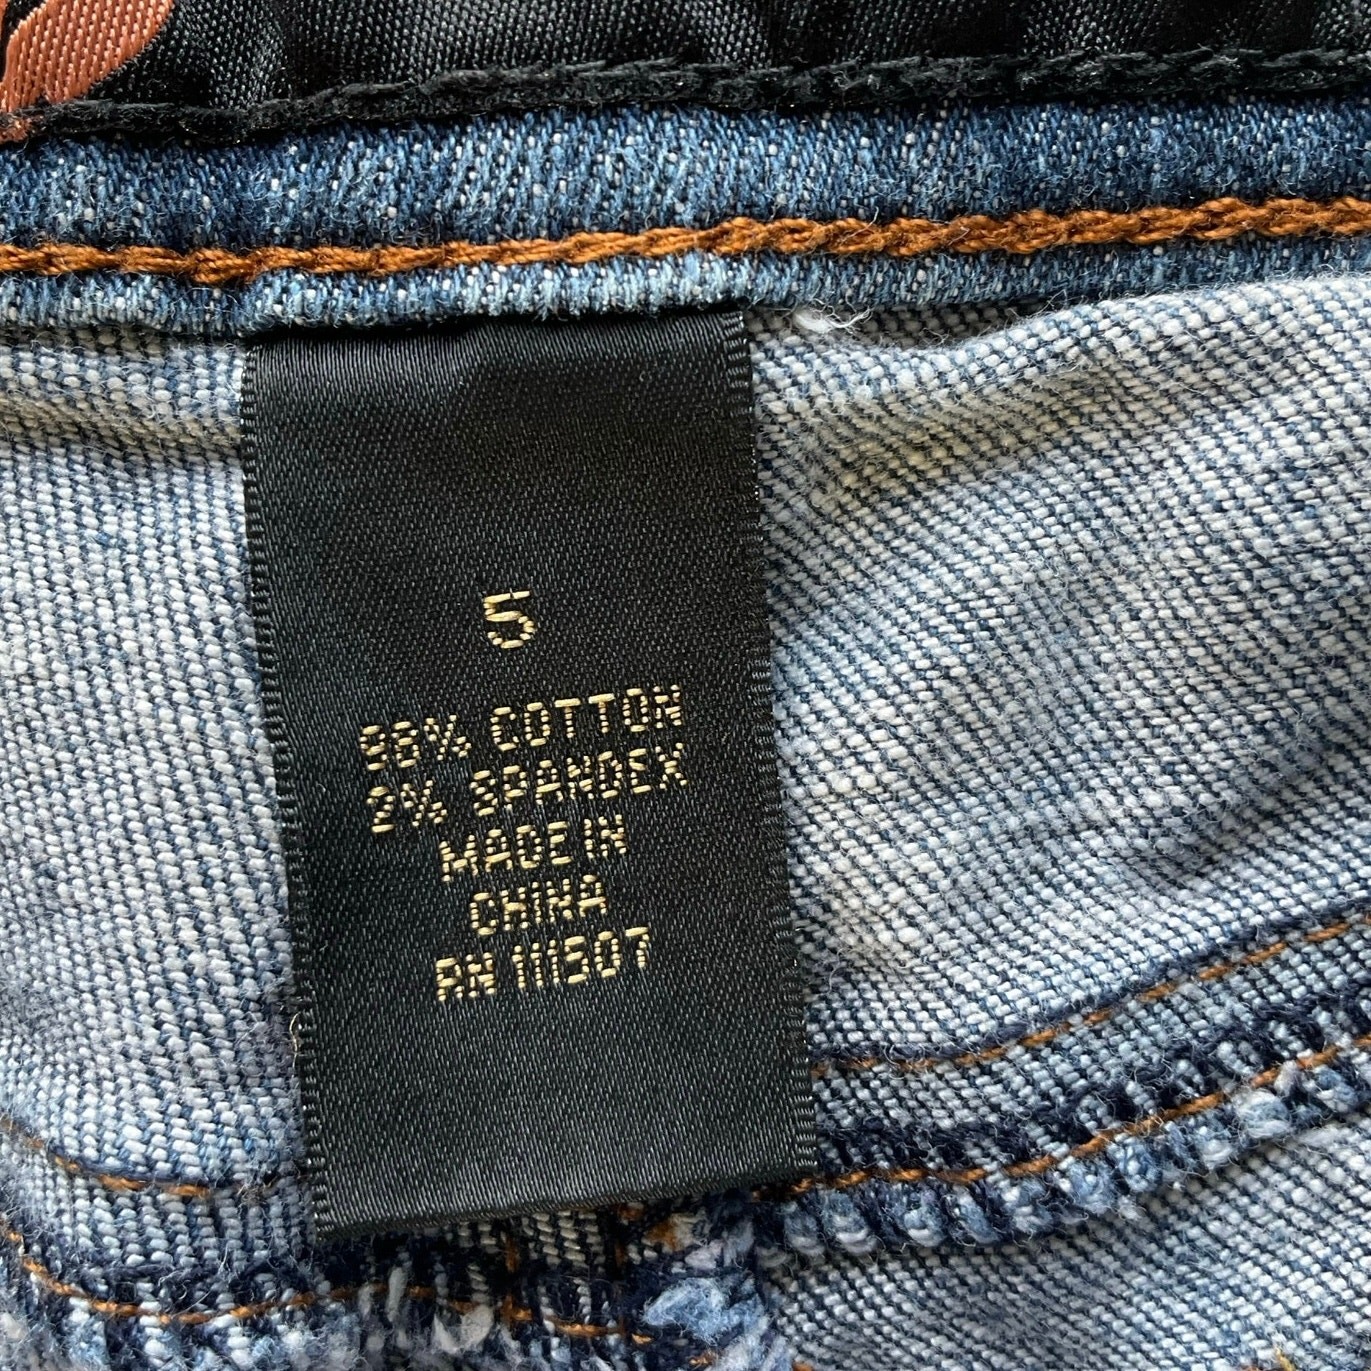 5
98% COTTON
2% SPANDEX
MADE IN
CHINA
RN 111507